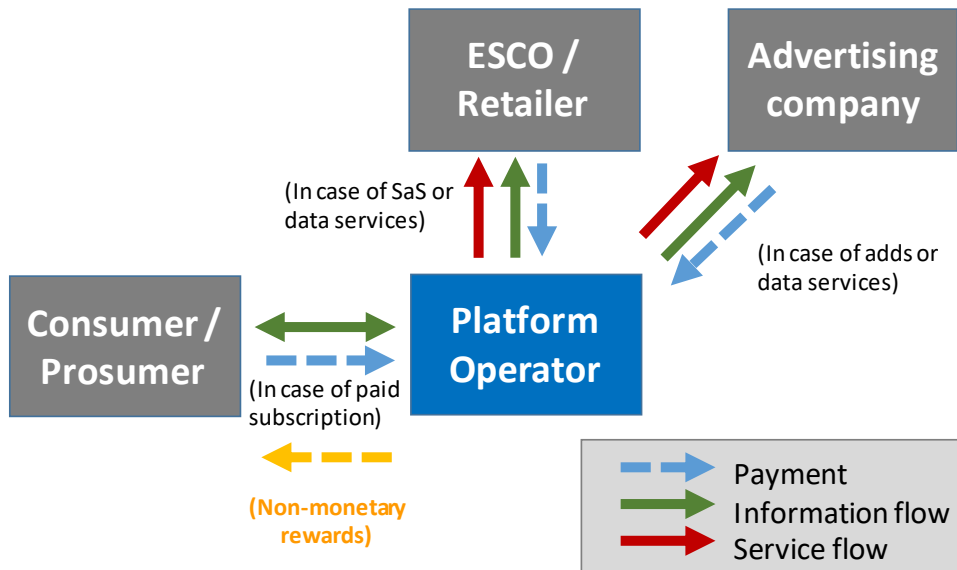 ESCO /
Retailer
Advertising
company
(In case of SaS or
data services)
(In case of adds or
data services)
Consumer /
Prosumer
Platform
Operator
(In case of paid
subscription)
(Non-monetary
rewards)
Payment
Information flow
Service flow